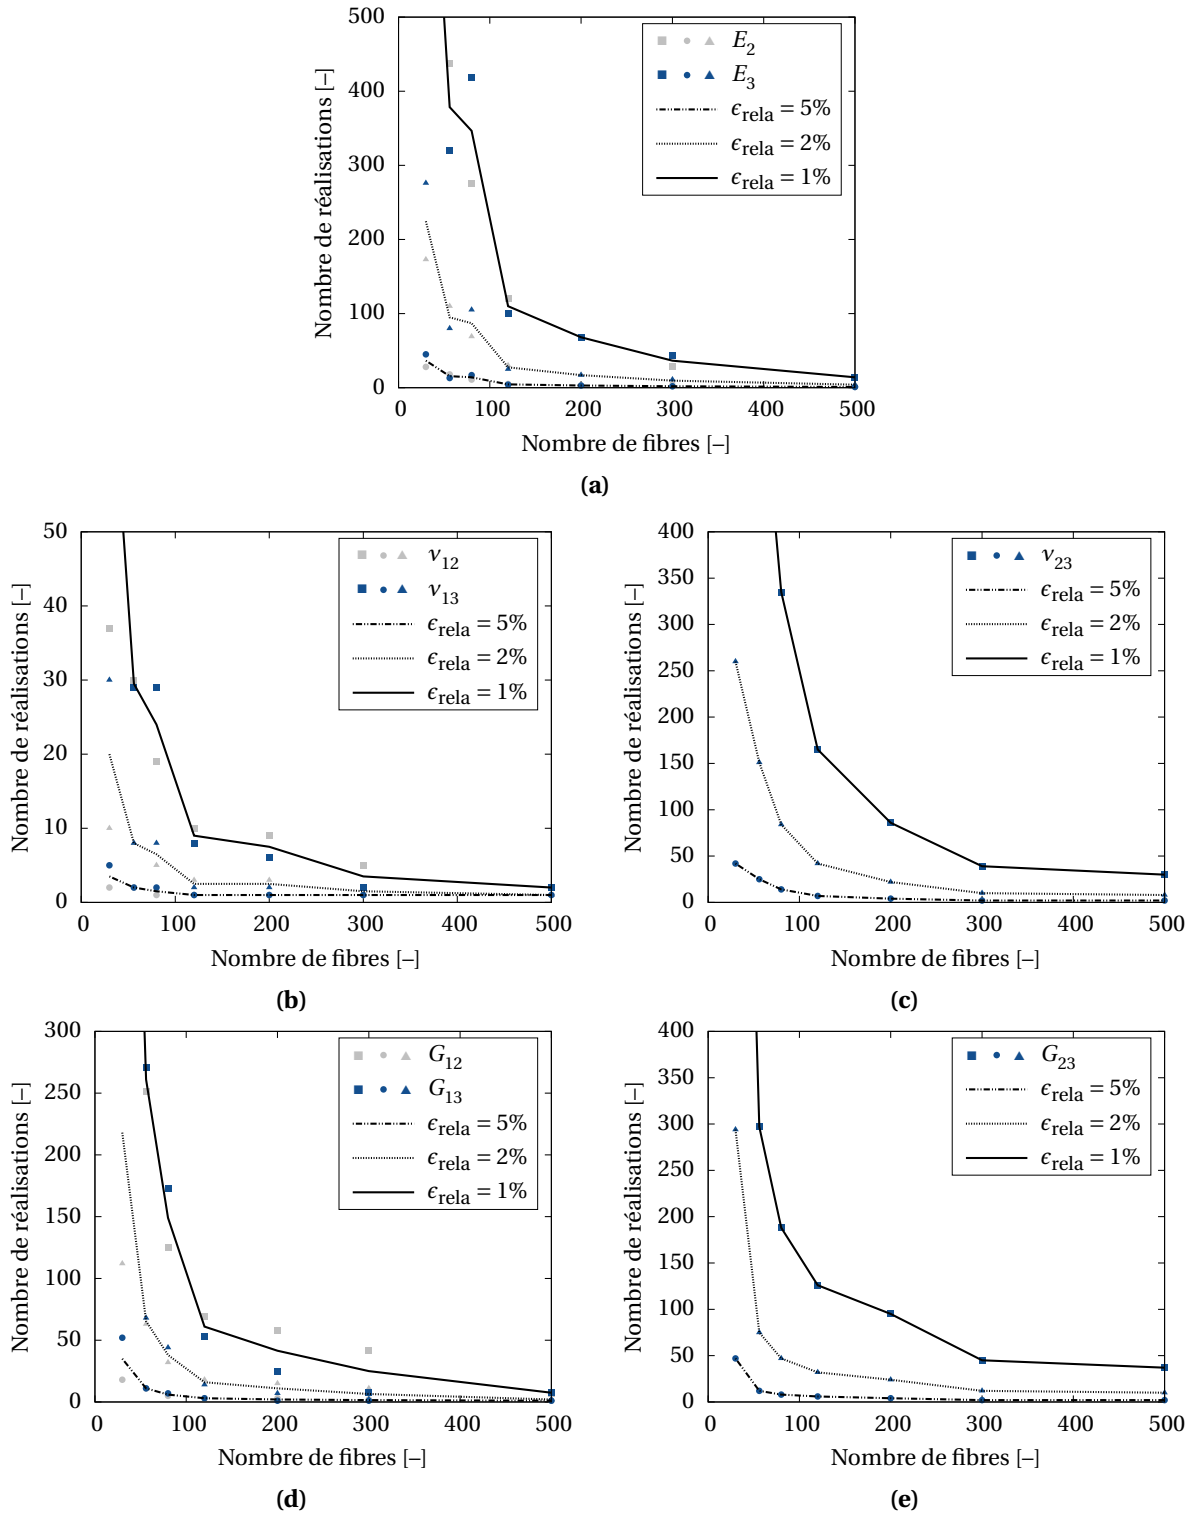 500
400
300
200
100
0
Nombre de réalisations [–]
E2
E3
ϵrela = 5%
ϵrela = 2%
ϵrela = 1%
0 100 200 300 400 500
Nombre de fibres [–]
(a)
50
40
30
20
10
0
Nombre de réalisations [–]
ν12
ν13
ϵrela = 5%
ϵrela = 2%
ϵrela = 1%
0 100 200 300 400 500
Nombre de fibres [–]
(b)
400
350
300
250
200
150
100
50
0
Nombre de réalisations [–]
ν23
ϵrela = 5%
ϵrela = 2%
ϵrela = 1%
0 100 200 300 400 500
Nombre de fibres [–]
(c)
300
250
200
150
100
50
0
Nombre de réalisations [–]
G12
G13
ϵrela = 5%
ϵrela = 2%
ϵrela = 1%
0 100 200 300 400 500
Nombre de fibres [–]
(d)
400
350
300
250
200
150
100
50
0
Nombre de réalisations [–]
G23
ϵrela = 5%
ϵrela = 2%
ϵrela = 1%
0 100 200 300 400 500
Nombre de fibres [–]
(e)